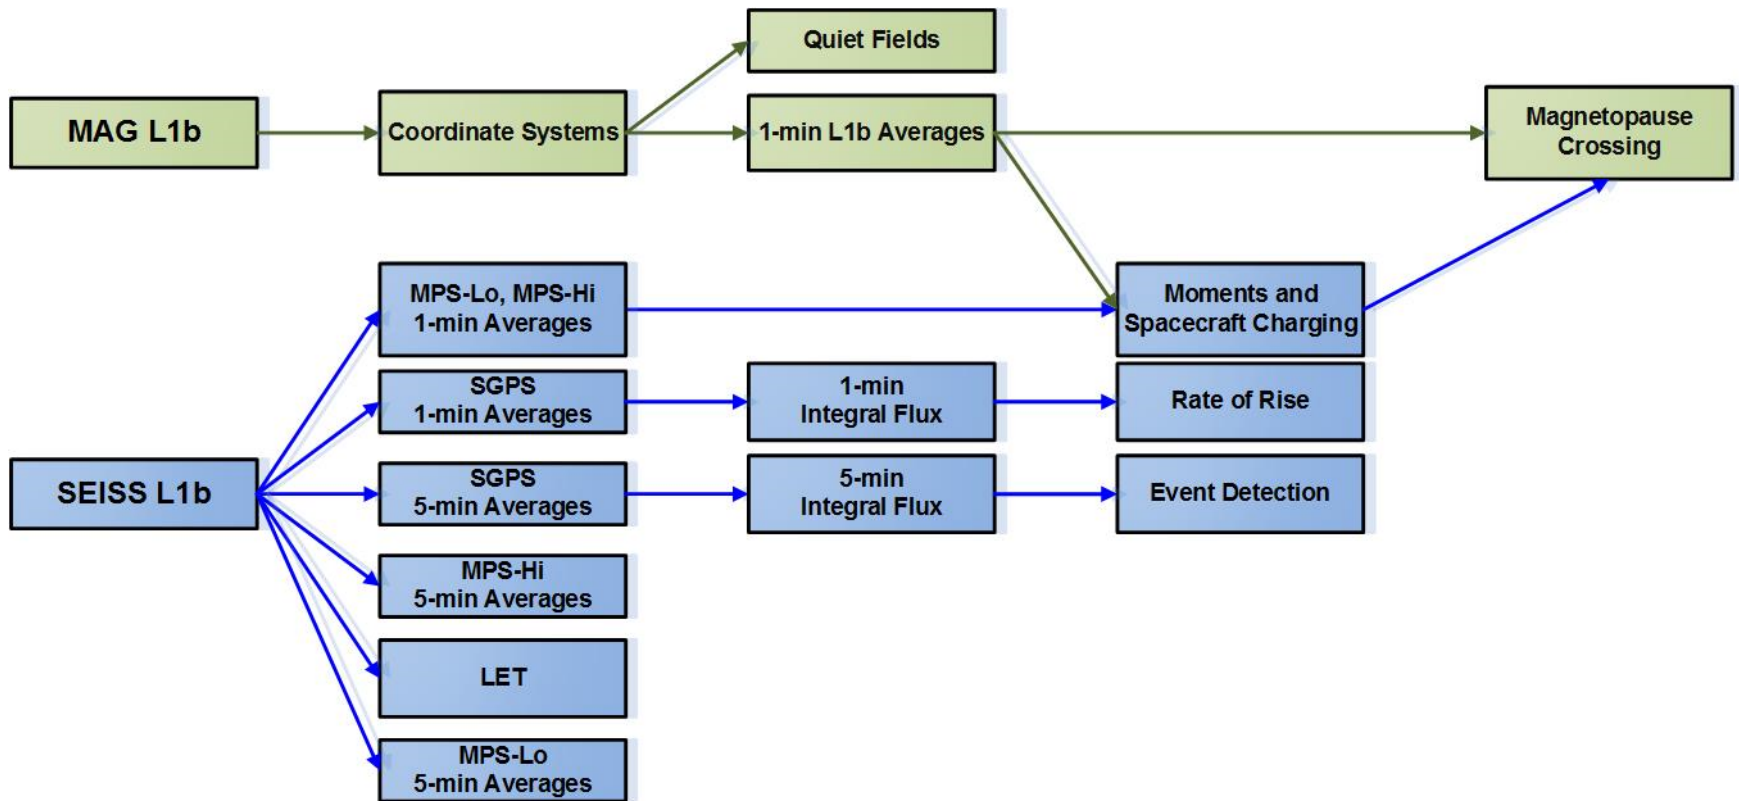 Quiet Fields
MAG L1b
Coordinate Systems
1-min L1b Averages
Magnetopause
Crossing
MPS-Lo, MPS-Hi
1-min Averages
Moments and
Spacecraft Charging
SGPS
1-min Averages
1-min
Integral Flux
Rate of Rise
SEISS L1b
SGPS
5-min Averages
5-min
Integral Flux
Event Detection
MPS-Hi
5-min Averages
LET
MPS-Lo
5-min Averages